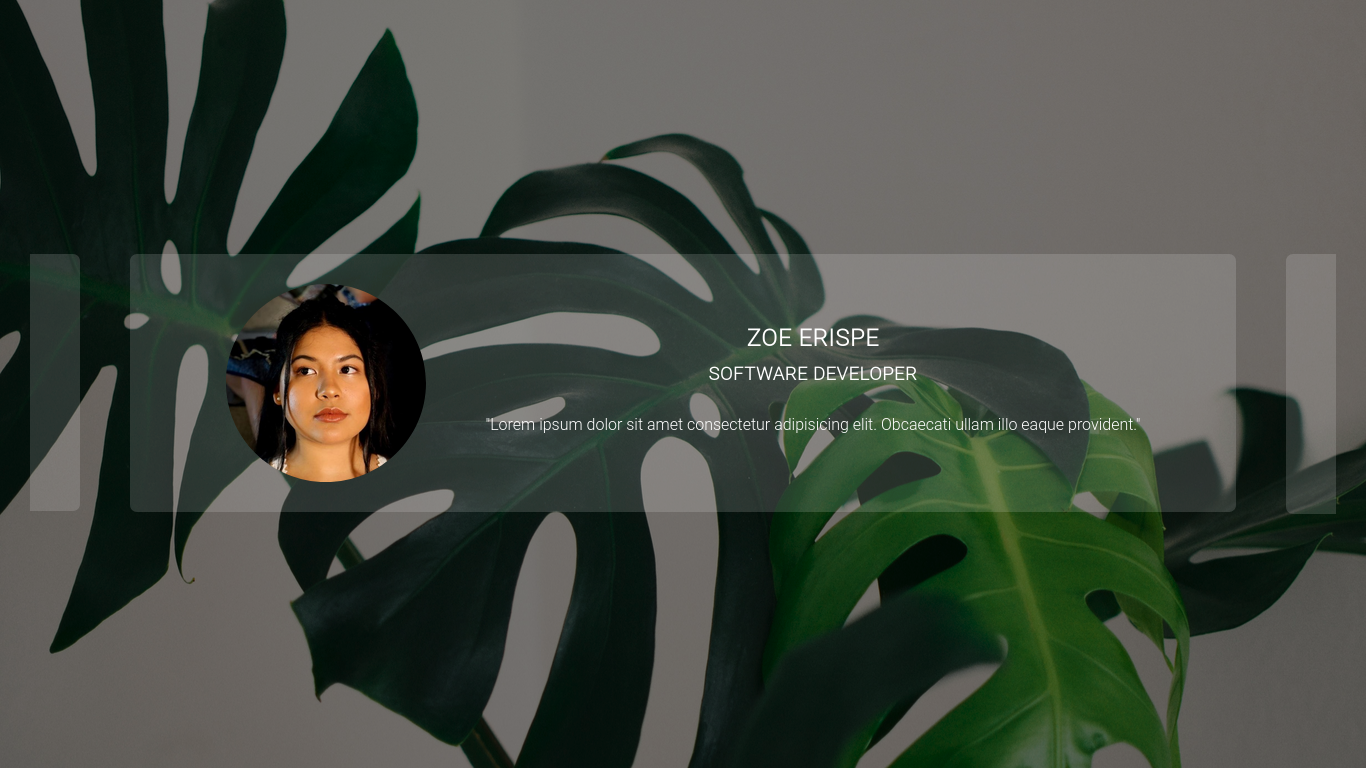 ZOE ERISPE
SOFTWARE DEVELOPER
"Lorem ipsum dolor sit amet consectetur adipisicing elit. Obcaecati ullam illo eaque provident."